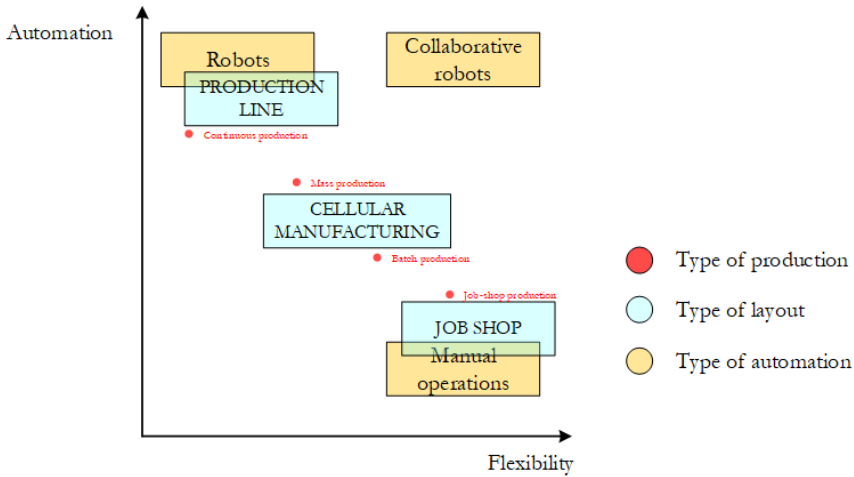 Automation
Robots
Collaborative
robots
PRODUCTION
LINE
Continuous production
Mass production
CELLULAR
MANUFACTURING
Batch production
Job-shop production
JOB SHOP
Manual
operations
Flexibility
Type of production
Type of layout
Type of automation